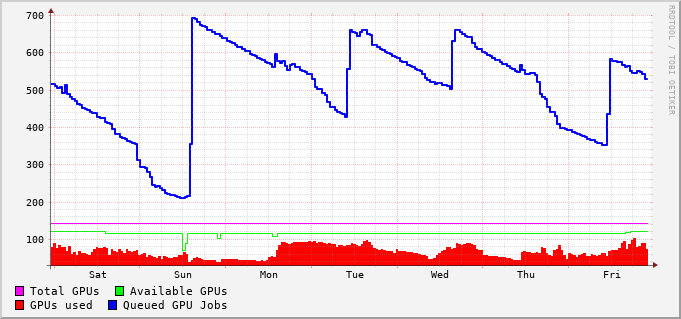 700
600
500
400
300
200
100
Sat Sun Mon Tue Wed Thu Fri
RRDTOOL / TOBI OETIKER
Total GPUs Available GPUs
GPUs used Queued GPU Jobs